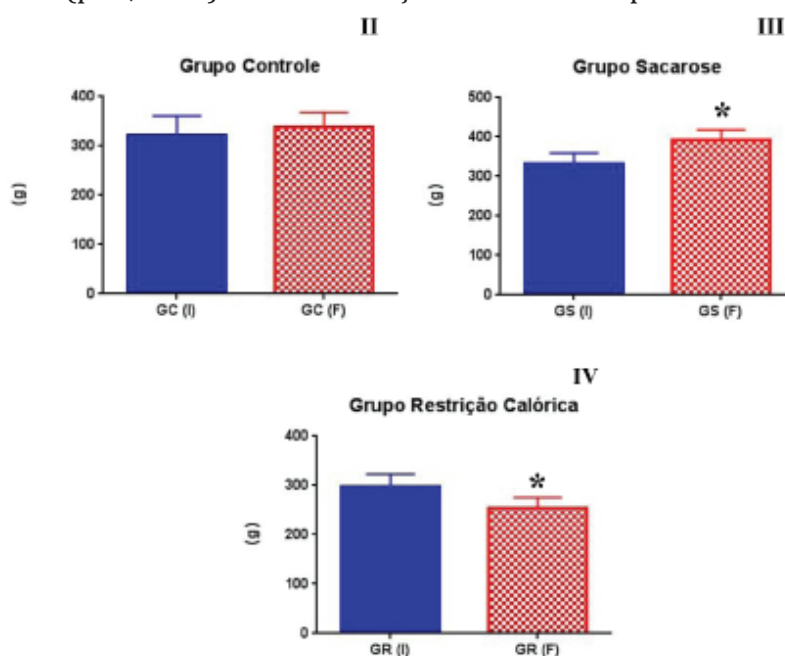 II
Grupo Controle
400
300
200
100
0
(g)
GC (I)
GC (F)
III
Grupo Sacarose
500
400
300
200
100
0
(g)
*
GS (I)
GS (F)
IV
Grupo Restrição Calórica
400
300
200
100
0
(g)
*
GR (I)
GR (F)